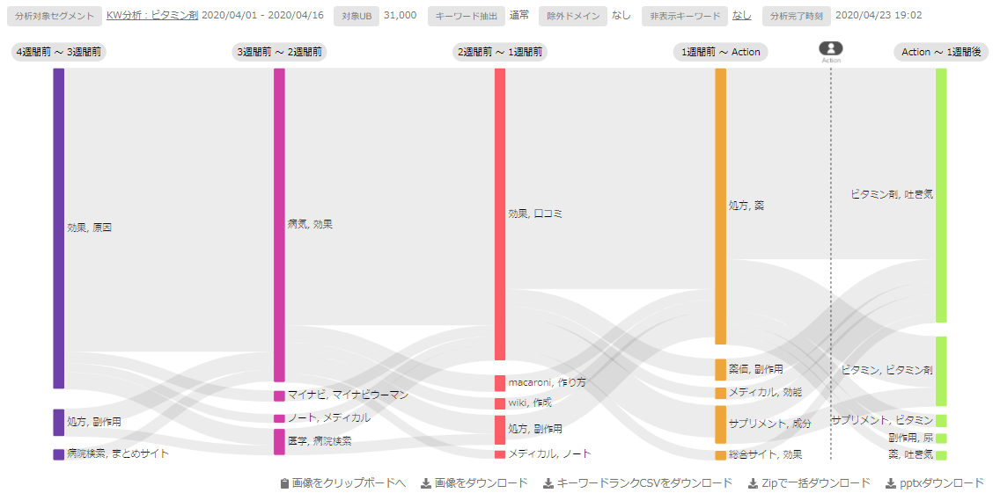 分析対象セグメント KW分析 : ビタミン剤 2020/04/01 - 2020/04/16 対象UB 31,000 キーワード抽出 通常 除外ドメイン なし 非表示キーワード なし 分析完了時刻 2020/04/23 19:02
4週間前 ～ 3週間前 3週間前 ～ 2週間前 2週間前 ～ 1週間前 1週間前 ～ Action Action Action ～ 1週間後
効果, 原因
処方, 副作用
病院検索, まとめサイト
病気, 効果
マイナビ, マイナビウーマン
ノート, メディカル
医学, 病院検索
効果, 口コミ
macaroni, 作り方
wiki, 作成
処方, 副作用
メディカル, ノート
処方, 薬
薬価, 副作用
メディカル, 効能
サプリメント, 成分
総合サイト, 効果
ビタミン剤, 吐き気
ビタミン, ビタミン剤
サプリメント, ビタミン
副作用, 尿
薬, 吐き気
画像をクリップボードへ 画像をダウンロード キーワードランクCSVをダウンロード Zipで一括ダウンロード pptxダウンロード